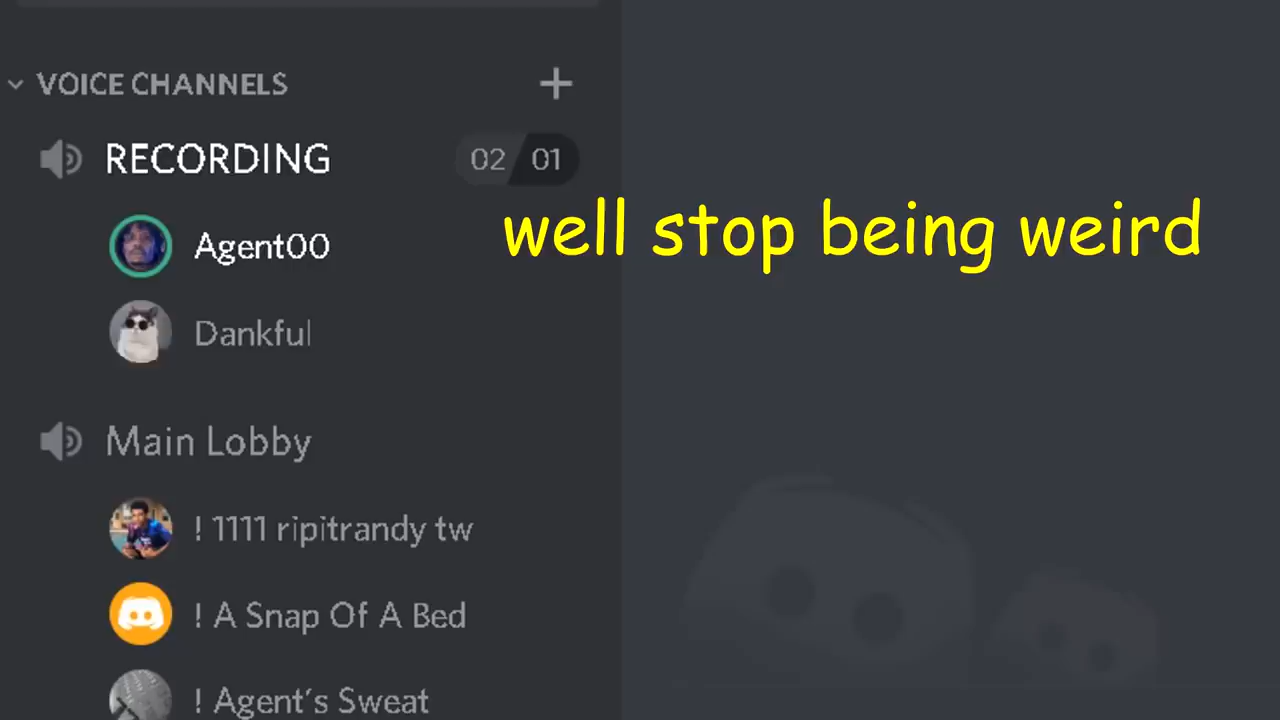 VOICE CHANNELS
RECORDING 02 01
Agent00 well stop being weird
Dankful
Main Lobby
! 1111 ripitrandy tw
! A Snap Of A Bed
! Agent's Sweat